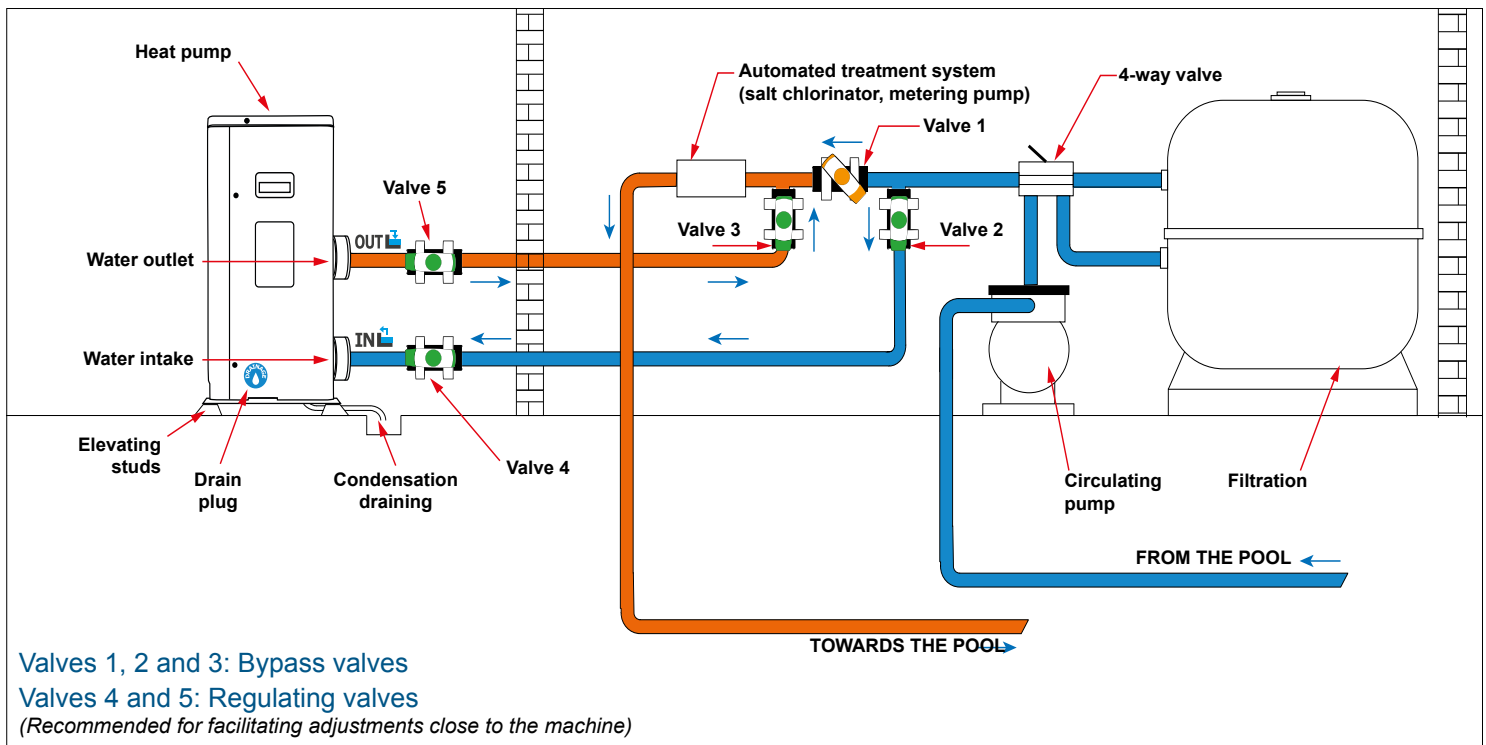 Heat pump
Automated treatment system
(salt chlorinator, metering pump)
4-way valve
Valve 1
Valve 5
Valve 3
Valve 2
OUT
Water outlet
IN
Water intake
DRAINAGE
Elevating
studs
Drain
plug
Condensation
draining
Valve 4
Circulating
pump
Filtration
FROM THE POOL
TOWARDS THE POOL
Valves 1, 2 and 3: Bypass valves
Valves 4 and 5: Regulating valves
(Recommended for facilitating adjustments close to the machine)